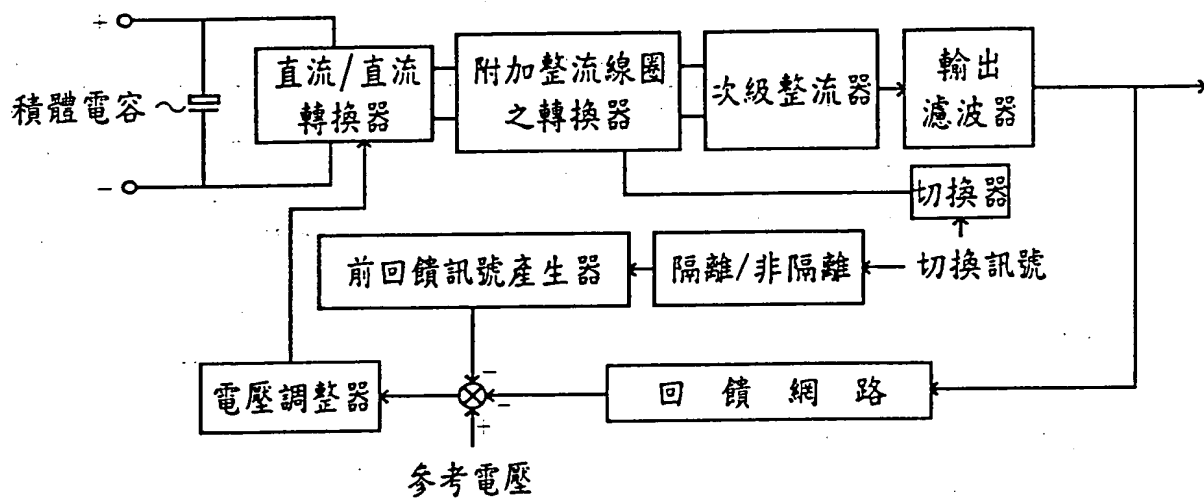 +
直流/直流
轉換器
附加整流線圈
之轉換器
次級整流器
輸出
濾波器
積體電容
-
切換器
前回饋訊號產生器
隔離/非隔離
切換訊號
電壓調整器
-
-
+
回饋網路
參考電壓